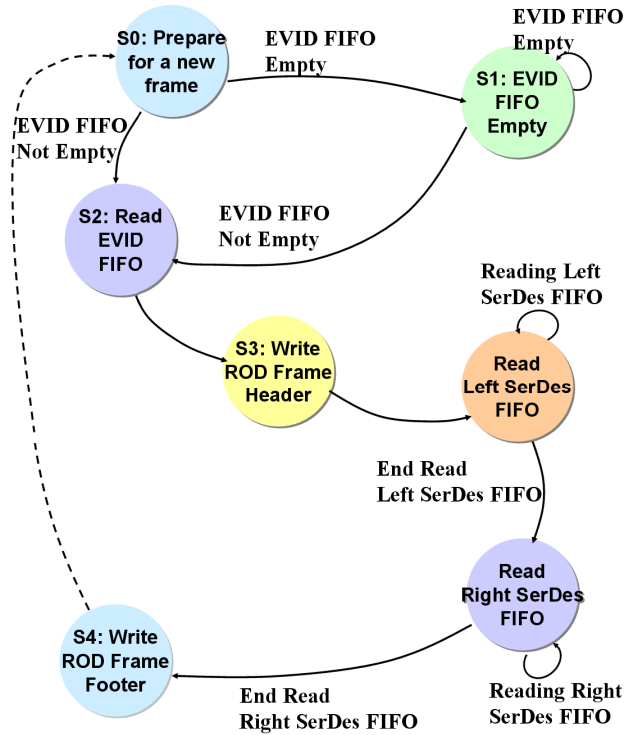 S0: Prepare
for a new
frame
EVID FIFO
Empty
EVID FIFO
Empty
S1: EVID
FIFO
Empty
EVID FIFO
Not Empty
S2: Read
EVID
FIFO
EVID FIFO
Not Empty
Reading Left
SerDes FIFO
S3: Write
ROD Frame
Header
Read
Left SerDes
FIFO
End Read
Left SerDes FIFO
Read
Right SerDes
FIFO
S4: Write
ROD Frame
Footer
End Read
Right SerDes FIFO
Reading Right
SerDes FIFO